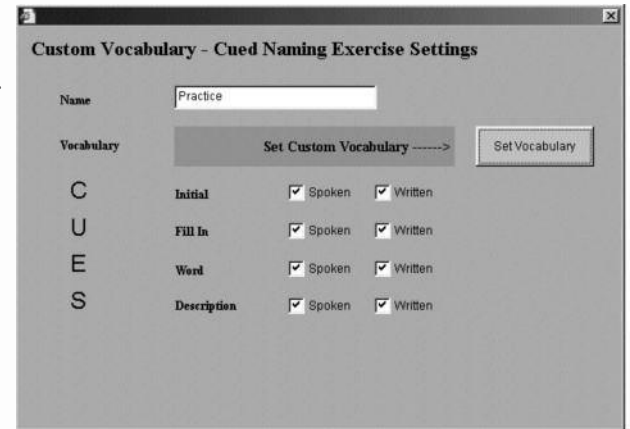 Custom Vocabulary - Cued Naming Exercise Settings
Name Practice
Vocabulary Set Custom Vocabulary ------> Set Vocabulary
C Initial Spoken Written
U Fill In Spoken Written
E Word Spoken Written
S Description Spoken Written